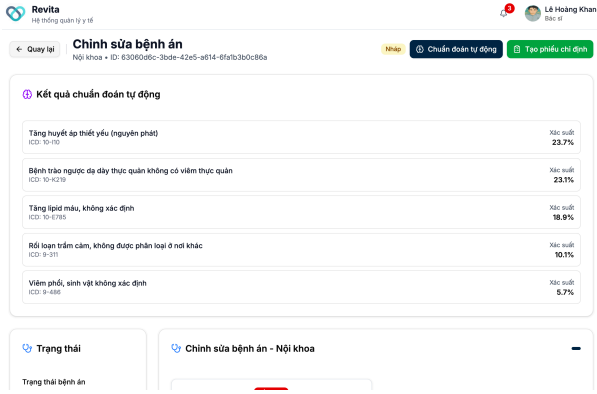 Revita
Hệ thống quản lý y tế
3
Lê Hoàng Khan
Bác sĩ
Quay lại
Chỉnh sửa bệnh án
Nội khoa • ID: 63060d6c-3bde-42e5-a614-6fa1b3b0c86a
Nháp
Chuẩn đoán tự động
Tạo phiếu chỉ định
Kết quả chuẩn đoán tự động
Tăng huyết áp thiết yếu (nguyên phát)
ICD: 10-I10
Xác suất
23.7%
Bệnh trào ngược dạ dày thực quản không có viêm thực quản
ICD: 10-K219
Xác suất
23.1%
Tăng lipid máu, không xác định
ICD: 10-E785
Xác suất
18.9%
Rối loạn trầm cảm, không được phân loại ở nơi khác
ICD: 9-311
Xác suất
10.1%
Viêm phổi, sinh vật không xác định
ICD: 9-486
Xác suất
5.7%
Trạng thái
Trạng thái bệnh án
Chỉnh sửa bệnh án - Nội khoa